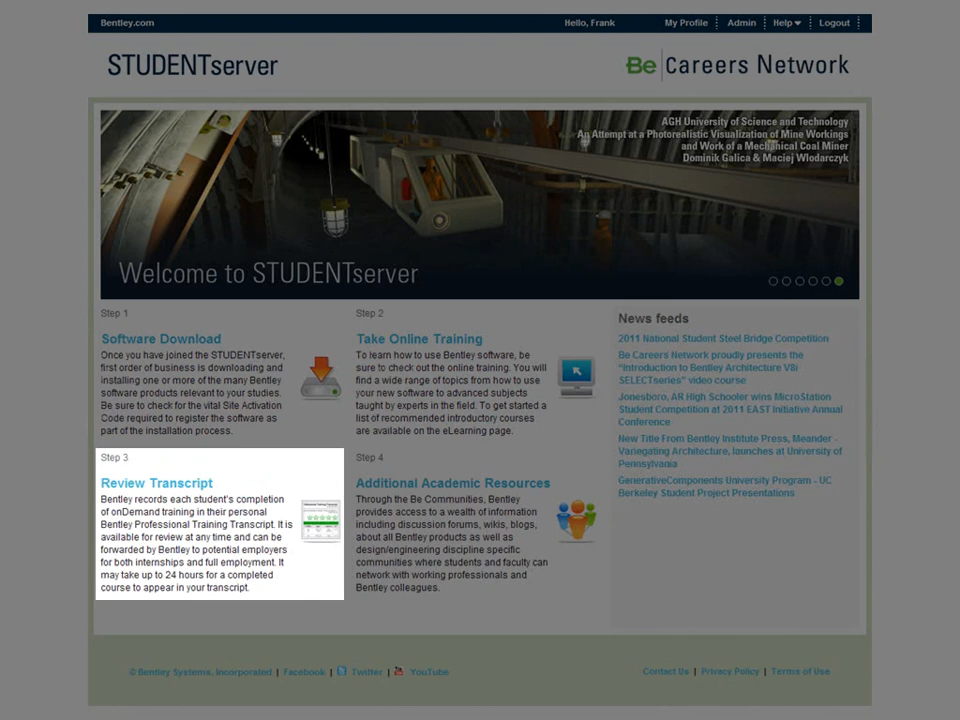 Bentley.com
Hello, Frank
My Profile
Admin
Help
Logout
STUDENTserver
Be Careers Network
AGH University of Science and Technology
An Attempt at a Photorealistic Visualization of Mine Workings
and Work of a Mechanical Coal Miner
Dominik Galica & Maciej Wlodarczyk
Welcome to STUDENTserver
Step 1
Software Download
Once you have joined the STUDENTserver,
first order of business is downloading and
installing one or more of the many Bentley
software products relevant to your studies.
Be sure to check for the vital Site Activation
Code required to register the software as
part of the installation process.
Step 2
Take Online Training
To learn how to use Bentley software, be
sure to check out the online training. You will
find a wide range of topics from how to use
your new software to advanced subjects
taught by experts in the field. To get started a
list of recommended introductory courses
are available on the eLearning page.
News feeds
2011 National Student Steel Bridge Competition
Be Careers Network proudly presents the
"Introduction to Bentley Architecture V8i
SELECTseries" video course
Jonesboro, AR High Schooler wins MicroStation
Student Competition at 2011 EAST Initiative Annual
Conference
New Title From Bentley Institute Press, Meander -
Variegating Architecture, launches at University of
Pennsylvania
GenerativeComponents University Program - UC
Berkeley Student Project Presentations
Step 3
Review Transcript
Bentley records each student's completion
of onDemand training in their personal
Bentley Professional Training Transcript. It is
available for review at any time and can be
forwarded by Bentley to potential employers
for both internships and full employment. It
may take up to 24 hours for a completed
course to appear in your transcript.
Step 4
Additional Academic Resources
Through the Be Communities, Bentley
provides access to a wealth of information
including discussion forums, wikis, blogs,
about all Bentley products as well as
design/engineering discipline specific
communities where students and faculty can
network with working professionals and
Bentley colleagues.
© Bentley Systems, Incorporated | Facebook | Twitter | YouTube
Contact Us | Privacy Policy | Terms of Use